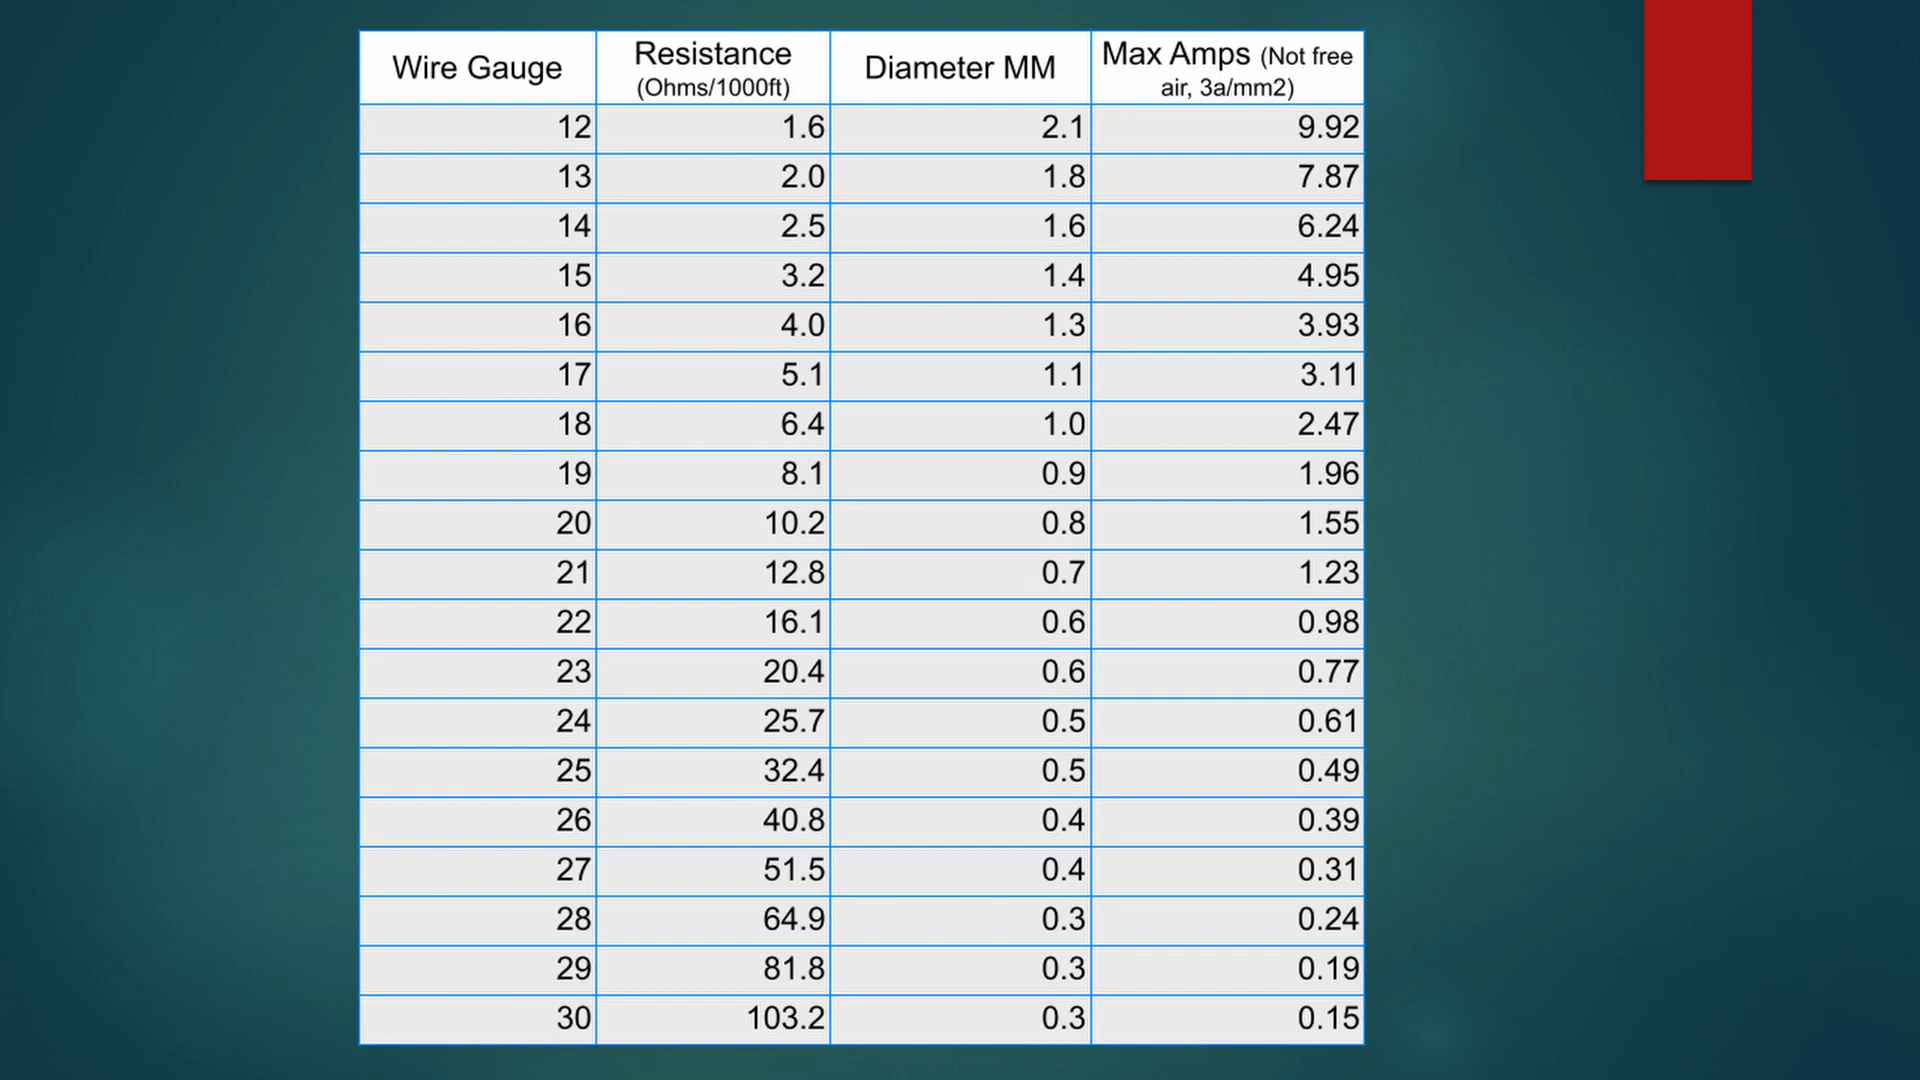 Wire Gauge Resistance (Ohms/1000ft) Diameter MM Max Amps (Not free air, 3a/mm2)
12 1.6 2.1 9.92
13 2.0 1.8 7.87
14 2.5 1.6 6.24
15 3.2 1.4 4.95
16 4.0 1.3 3.93
17 5.1 1.1 3.11
18 6.4 1.0 2.47
19 8.1 0.9 1.96
20 10.2 0.8 1.55
21 12.8 0.7 1.23
22 16.1 0.6 0.98
23 20.4 0.6 0.77
24 25.7 0.5 0.61
25 32.4 0.5 0.49
26 40.8 0.4 0.39
27 51.5 0.4 0.31
28 64.9 0.3 0.24
29 81.8 0.3 0.19
30 103.2 0.3 0.15